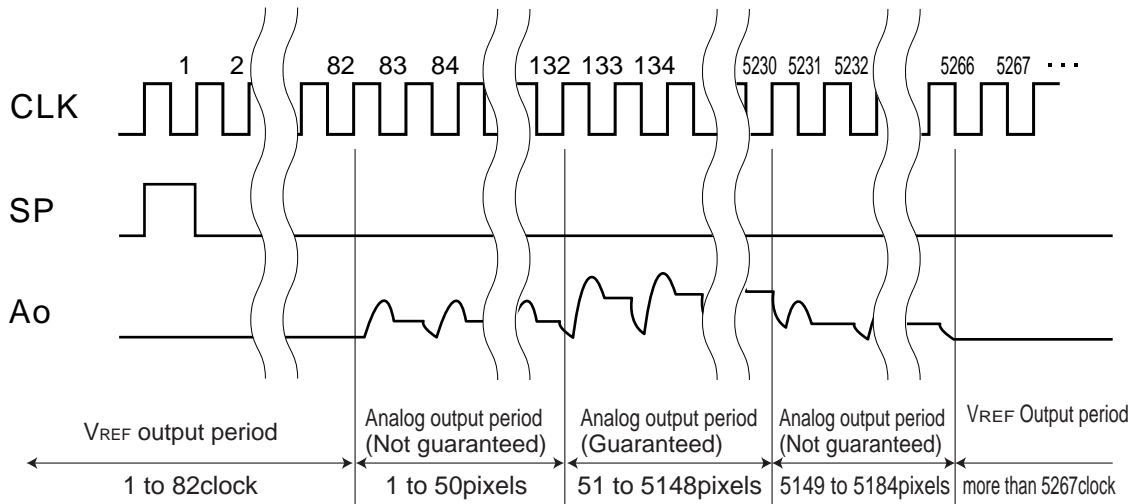 1 2 82 83 84 132 133 134 5230 5231 5232 5266 5267 ···
CLK
SP
Ao
VREF output period
1 to 82clock
Analog output period
(Not guaranteed)
1 to 50pixels
Analog output period
(Guaranteed)
51 to 5148pixels
Analog output period
(Not guaranteed)
5149 to 5184pixels
VREF Output period
more than 5267clock